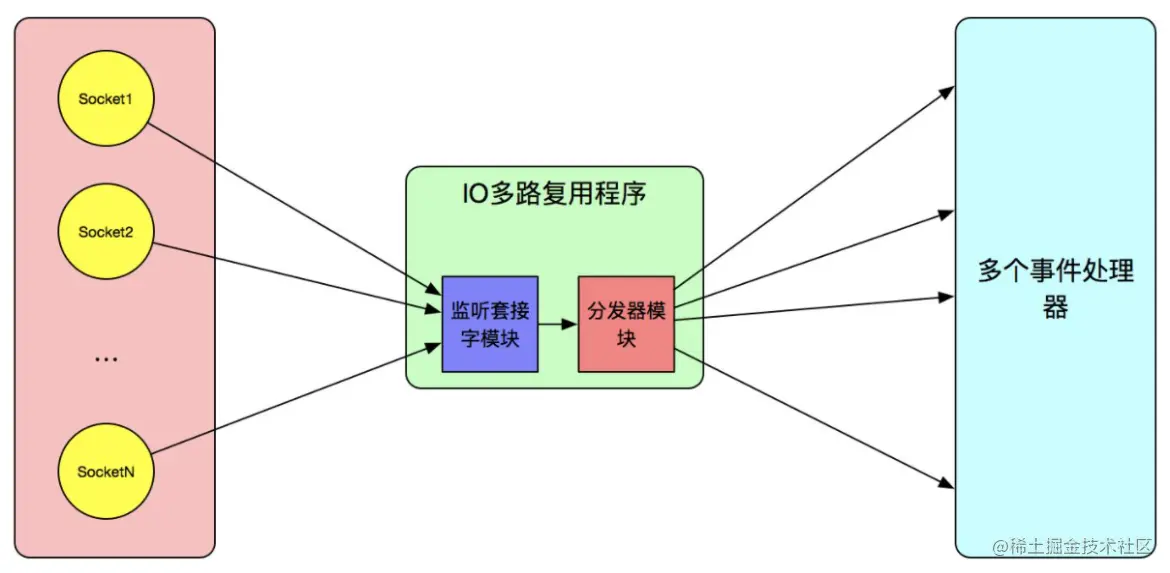 Socket1
Socket2
...
SocketN
IO多路复用程序
监听套接
字模块
分发器模
块
多个事件处理
器
@稀土掘金技术社区